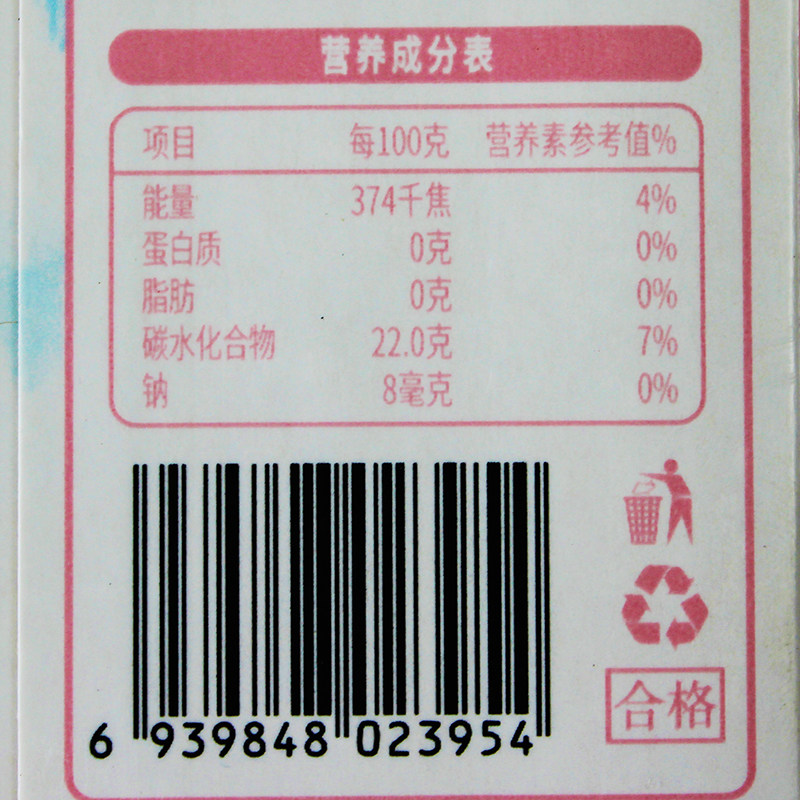 营养成分表
项目 每100克 营养素参考值%
能量 374千焦 4%
蛋白质 0克 0%
脂肪 0克 0%
碳水化合物 22.0克 7%
钠 8毫克 0%
合格
6 939848 023954